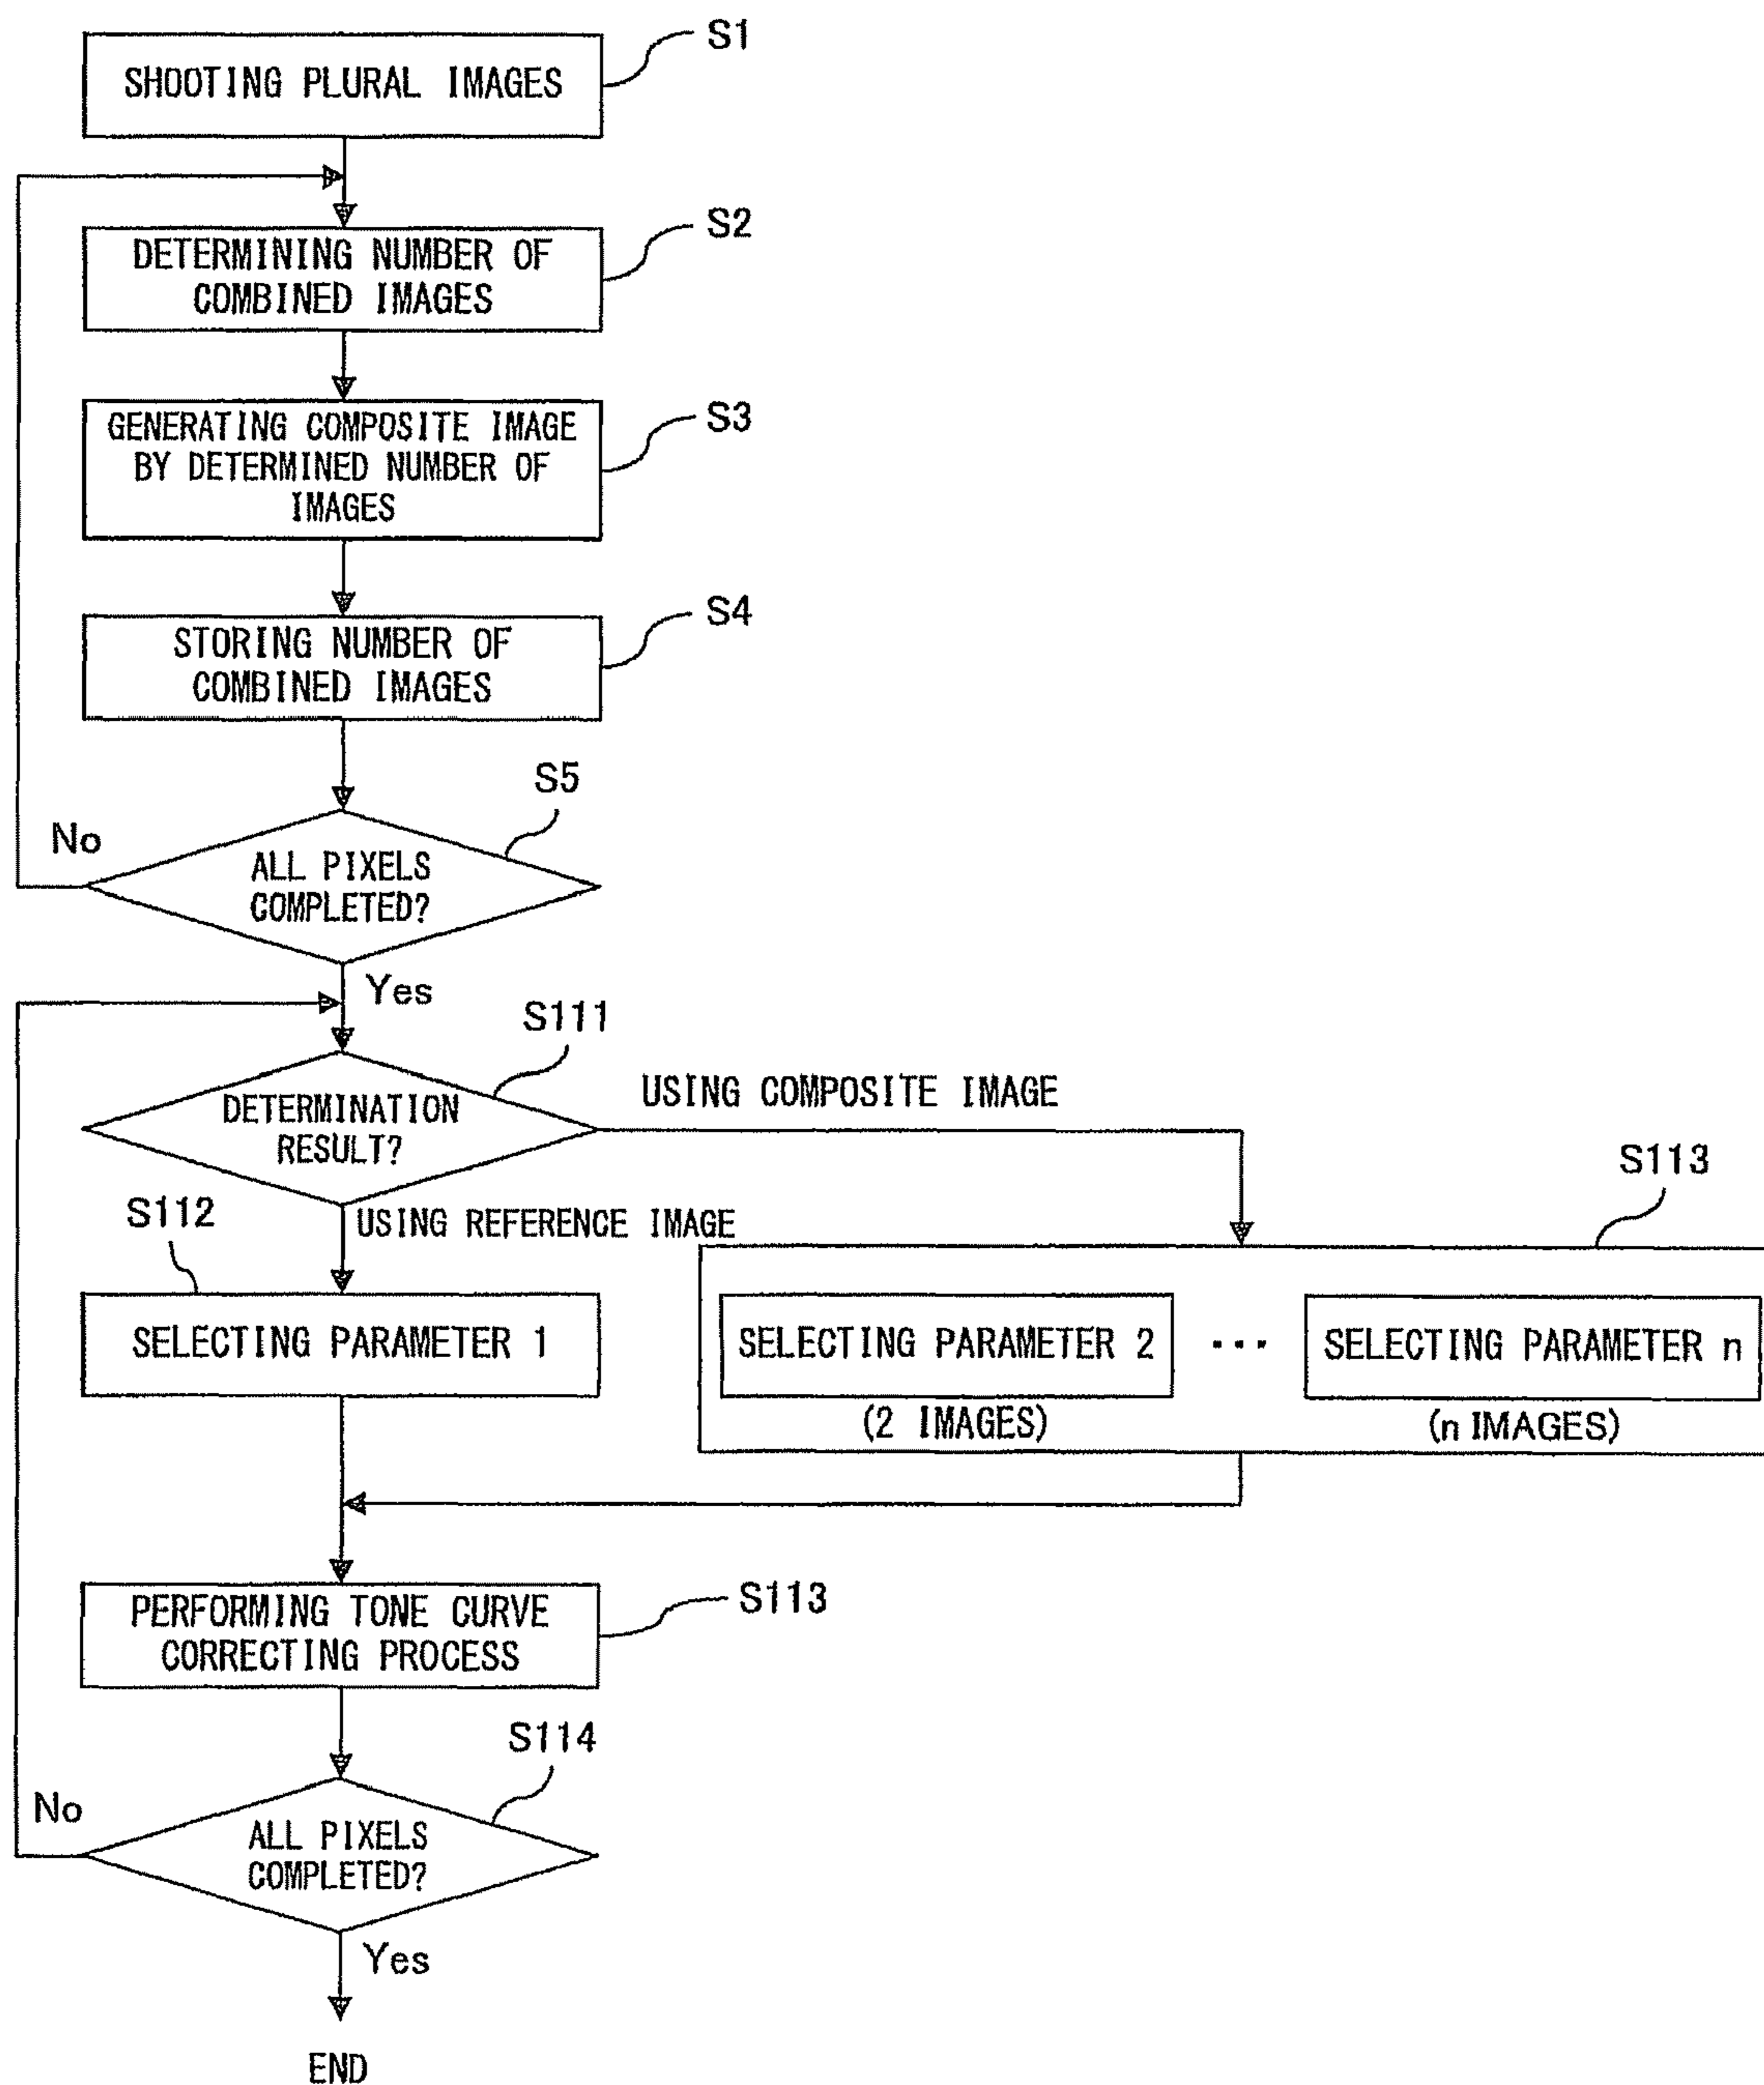 S1
SHOOTING PLURAL IMAGES
S2
DETERMINING NUMBER OF
COMBINED IMAGES
S3
GENERATING COMPOSITE IMAGE
BY DETERMINED NUMBER OF
IMAGES
S4
STORING NUMBER OF
COMBINED IMAGES
S5
No
ALL PIXELS
COMPLETED?
Yes
S111
USING COMPOSITE IMAGE
DETERMINATION
RESULT?
S113
S112
USING REFERENCE IMAGE
SELECTING PARAMETER 1
SELECTING PARAMETER 2
...
SELECTING PARAMETER n
(2 IMAGES)
(n IMAGES)
PERFORMING TONE CURVE
CORRECTING PROCESS
S113
S114
No
ALL PIXELS
COMPLETED?
Yes
END